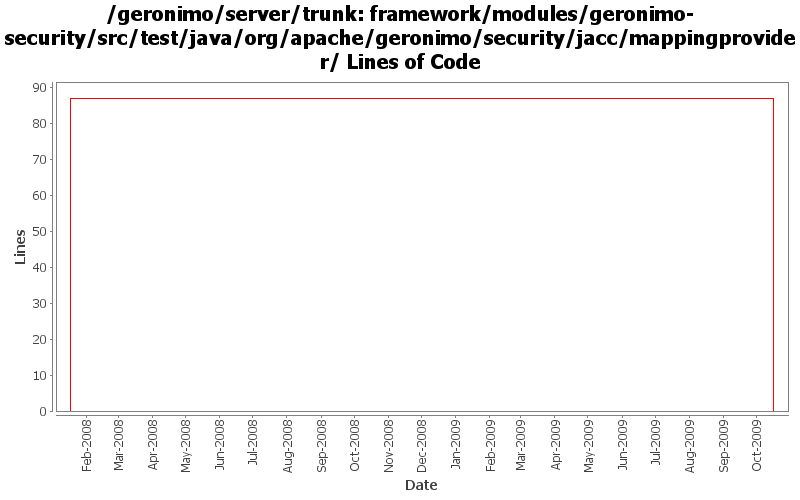 /geronimo/server/trunk: framework/modules/geronimo-
security/src/test/java/org/apache/geronimo/security/jacc/mappingprovide
r/ Lines of Code
90
80
70
60
50
40
30
20
10
0
Lines
Feb-2008
Mar-2008
Apr-2008
May-2008
Jun-2008
Jul-2008
Aug-2008
Sep-2008
Oct-2008
Nov-2008
Dec-2008
Jan-2009
Feb-2009
Mar-2009
Apr-2009
May-2009
Jun-2009
Jul-2009
Aug-2009
Sep-2009
Oct-2009
Date